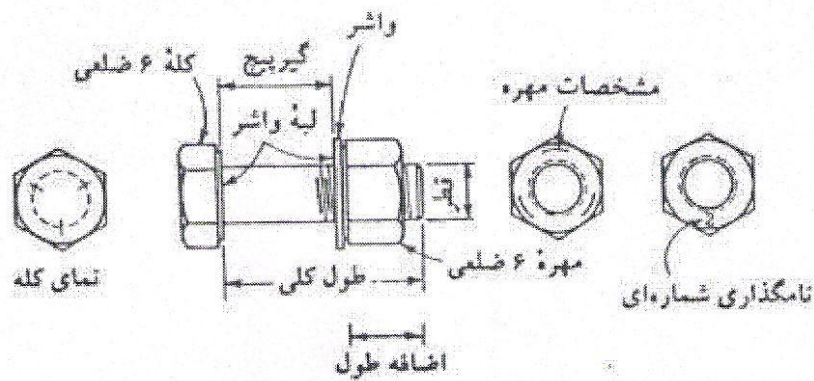 واشر
گیرپیچ
کلهٔ ۶ ضلعی
مشخصات مهره
لبهٔ واشر
قطر
نمای کله
طول کلی
مهرهٔ ۶ ضلعی
نامگذاری شماره‌ای
اضافه طول